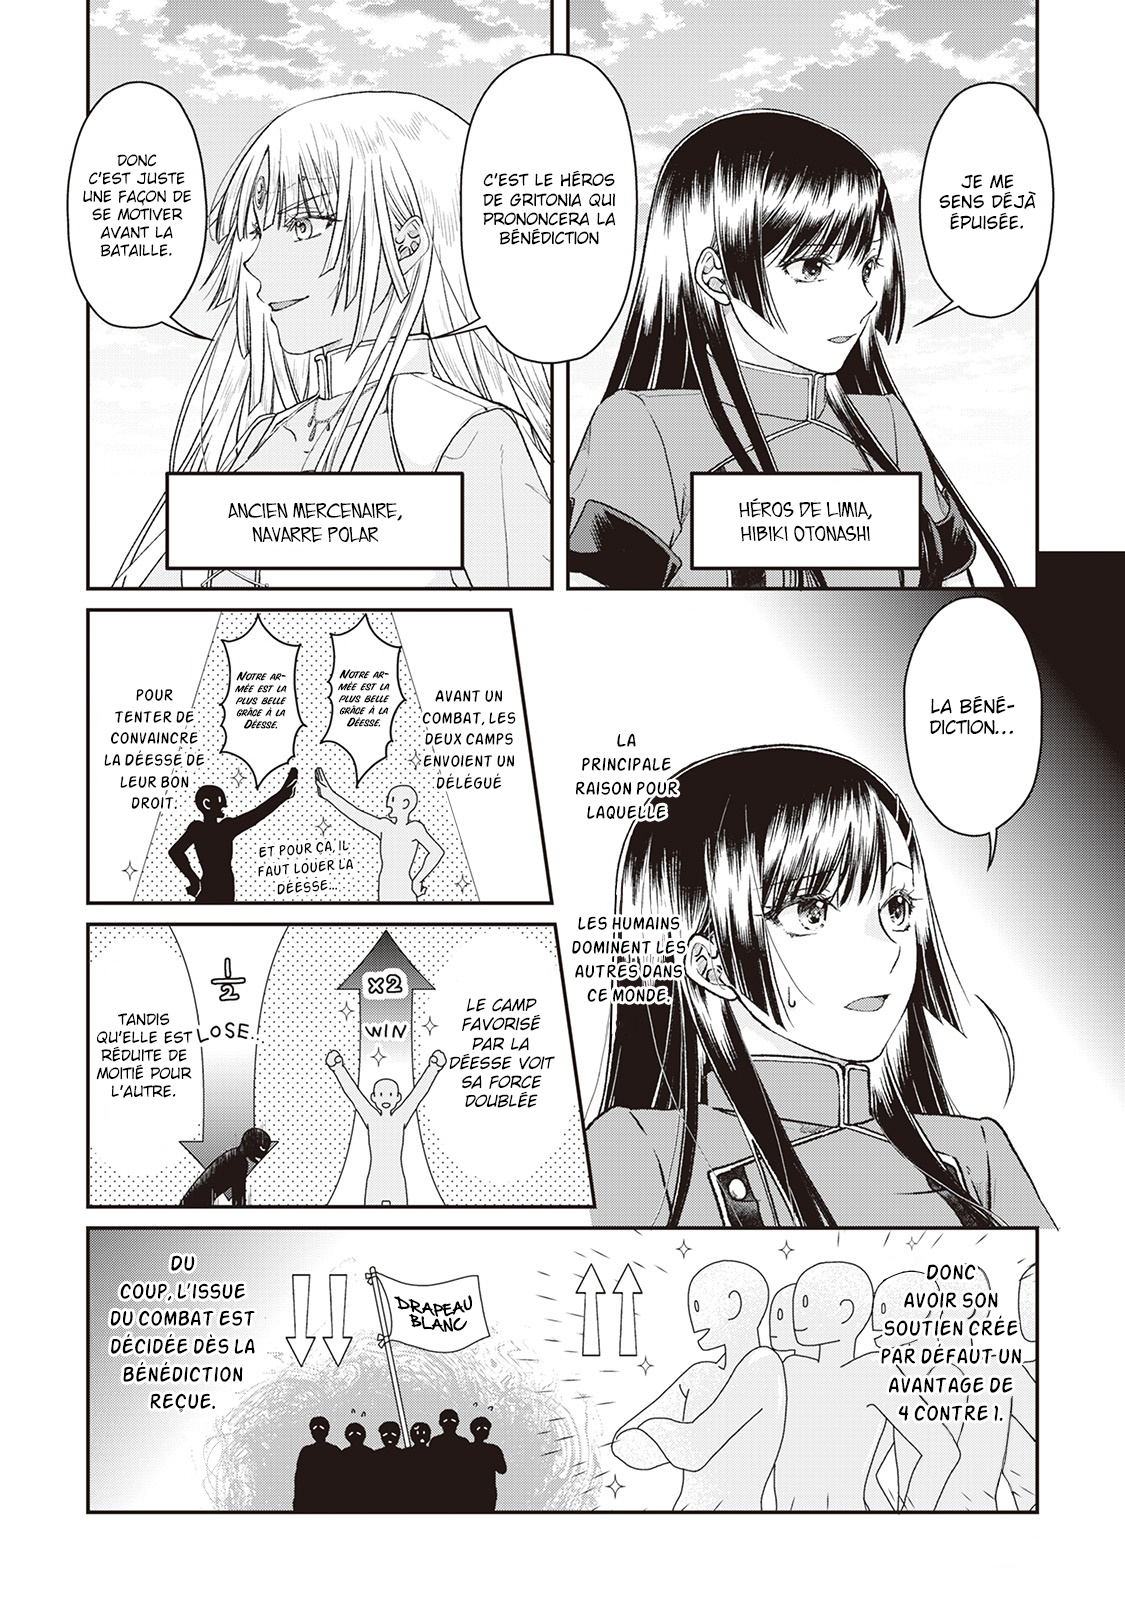 JE ME
SENS DÉJÀ
ÉPUISÉE.
C'EST LE HÉROS
DE GRITONIA QUI
PRONONCERA LA
BÉNÉDICTION
DONC
C'EST JUSTE
UNE FAÇON DE
SE MOTIVER
AVANT LA
BATAILLE.
HÉROS DE LIMIA,
HIBIKI OTONASHI
ANCIEN MERCENAIRE,
NAVARRE POLAR
LA BÉNÉ-
DICTION...
LA
PRINCIPALE
RAISON POUR
LAQUELLE
LES HUMAINS
DOMINENT LES
AUTRES DANS
CE MONDE.
AVANT UN
COMBAT, LES
DEUX CAMPS
ENVOIENT UN
DÉLÉGUÉ
NOTRE AR-
MÉE EST LA
PLUS BELLE
GRÂCE À LA
DÉESSE.
NOTRE AR-
MÉE EST LA
PLUS BELLE
GRÂCE À LA
DÉESSE.
POUR
TENTER DE
CONVAINCRE
LA DÉESSE DE
LEUR BON
DROIT.
ET POUR ÇA, IL
FAUT LOUER LA
DÉESSE...
LE CAMP
FAVORISÉ
PAR LA
DÉESSE VOIT
SA FORCE
DOUBLÉE
x2
WIN
1/2
LOSE...
TANDIS
QU'ELLE EST
RÉDUITE DE
MOITIÉ POUR
L'AUTRE.
DONC
AVOIR SON
SOUTIEN CRÉE
PAR DÉFAUT UN
AVANTAGE DE
4 CONTRE 1.
DRAPEAU
BLANC
DU
COUP, L'ISSUE
DU COMBAT EST
DÉCIDÉE DÈS LA
BÉNÉDICTION
REÇUE.